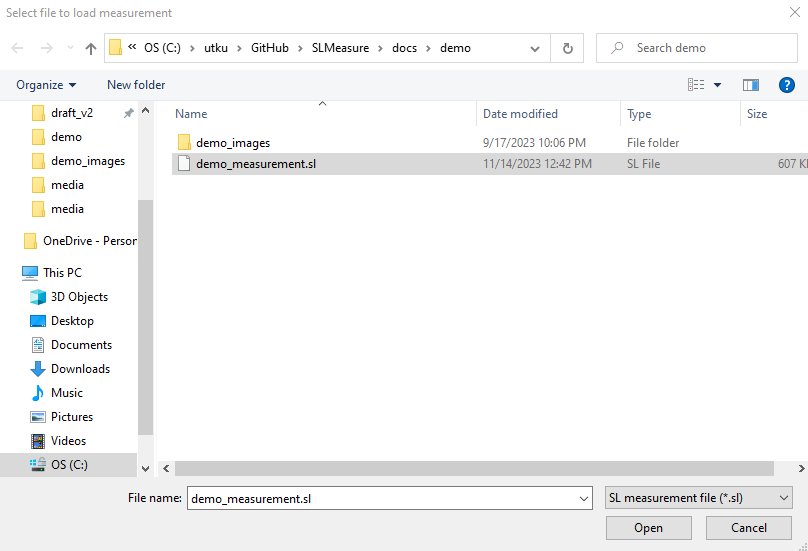 Select file to load measurement
« OS (C:) › utku › GitHub › SLMeasure › docs › demo
Search demo
Organize
New folder
?
draft_v2
demo
demo_images
media
media
OneDrive - Person
This PC
3D Objects
Desktop
Documents
Downloads
Music
Pictures
Videos
OS (C:)
Name Date modified Type Size
demo_images 9/17/2023 10:06 PM File folder
demo_measurement.sl 11/14/2023 12:42 PM SL File 607 K
File name: demo_measurement.sl
SL measurement file (*.sl)
Open
Cancel